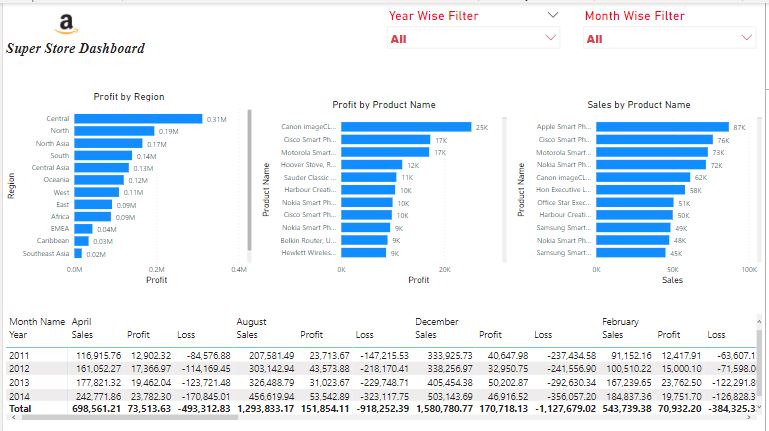 a
Super Store Dashboard
Year Wise Filter
All
Month Wise Filter
All
Profit by Region
Region
Central 0.31M
North 0.19M
North Asia 0.17M
South 0.14M
Central Asia 0.13M
Oceania 0.12M
West 0.11M
East 0.09M
Africa 0.09M
EMEA 0.04M
Caribbean 0.03M
Southeast Asia 0.02M
0.0M 0.2M 0.4M
Profit
Profit by Product Name
Product Name
Canon imageCL... 25K
Cisco Smart Ph... 17K
Motorola Smart... 17K
Hoover Stove, R... 12K
Sauder Classic ... 11K
Harbour Creati... 10K
Nokia Smart Ph... 10K
Cisco Smart Ph... 10K
Nokia Smart Ph... 9K
Belkin Router, U... 9K
Hewlett Wireles... 9K
0K 20K
Profit
Sales by Product Name
Product Name
Apple Smart Ph... 87K
Cisco Smart Ph... 76K
Motorola Smart... 73K
Nokia Smart Ph... 72K
Canon imageCL... 62K
Hon Executive L... 58K
Office Star Exec... 51K
Harbour Creati... 50K
Samsung Smart... 49K
Nokia Smart Ph... 48K
Samsung Smart... 45K
0K 50K 100K
Sales
Month Name April August December February
Year Sales Profit Loss Sales Profit Loss Sales Profit Loss Sales Profit Loss
2011 116,915.76 12,902.32 -84,576.88 207,581.49 23,713.67 -147,215.53 333,925.73 40,647.98 -237,434.58 91,152.16 12,417.91 -63,607.1
2012 161,052.27 17,366.97 -114,169.45 303,142.94 43,573.88 -218,170.41 338,256.97 32,950.75 -241,556.90 100,510.22 15,000.10 -71,598.0
2013 177,821.32 19,462.04 -123,721.48 326,488.79 31,023.67 -229,748.71 405,454.38 50,202.87 -292,630.34 167,239.65 23,762.50 -122,291.8
2014 242,771.86 23,782.30 -170,845.01 456,619.94 53,542.89 -323,117.75 503,143.69 46,916.52 -356,057.20 184,837.36 19,751.70 -126,828.3
Total 698,561.21 73,513.63 -493,312.83 1,293,833.17 151,854.11 -918,252.39 1,580,780.77 170,718.13 -1,127,679.02 543,739.38 70,932.20 -384,325.3